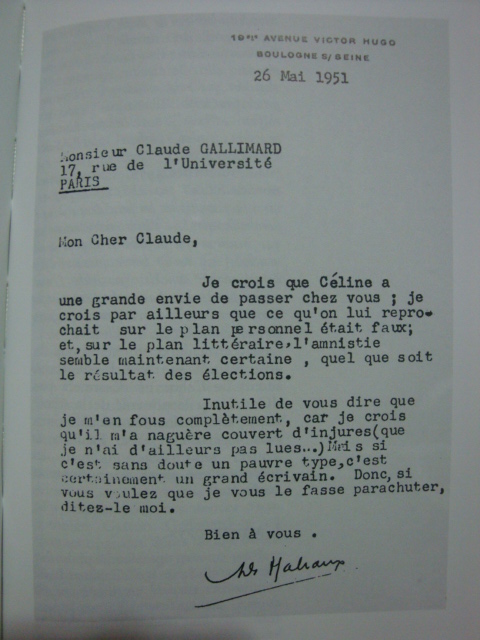 19 bis AVENUE VICTOR HUGO
BOULOGNE S/ SEINE
26 Mai 1951
Monsieur Claude GALLIMARD
17, rue de l'Université
PARIS
Mon Cher Claude,
Je crois que Céline a
une grande envie de passer chez vous ; je
crois par ailleurs que ce qu'on lui repro-
chait sur le plan personnel était faux;
et, sur le plan littéraire, l'amnistie
semble maintenant certaine , quel que soit
le résultat des élections.
Inutile de vous dire que
je m'en fous complètement, car je crois
qu'il m'a naguère couvert d'injures(que
je n'ai d'ailleurs pas lues...)Mais si
c'est sans doute un pauvre type,c'est
certainement un grand écrivain. Donc, si
vous voulez que je vous le fasse parachuter,
ditez-le moi.
Bien à vous .
Malraux